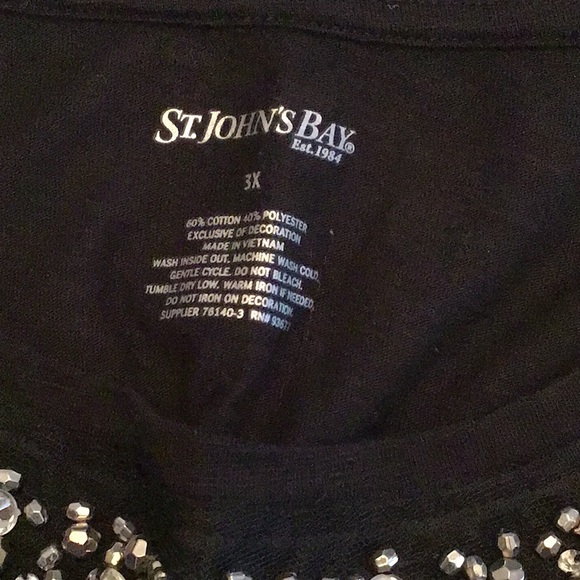 ST. JOHN'S BAY®
Est. 1984
3X
60% COTTON 40% POLYESTER
EXCLUSIVE OF DECORATION
MADE IN VIETNAM
WASH INSIDE OUT. MACHINE WASH COLD
GENTLE CYCLE. DO NOT BLEACH.
TUMBLE DRY LOW. WARM IRON IF NEEDED
DO NOT IRON ON DECORATION
SUPPLIER 76140-3 RN# 93677